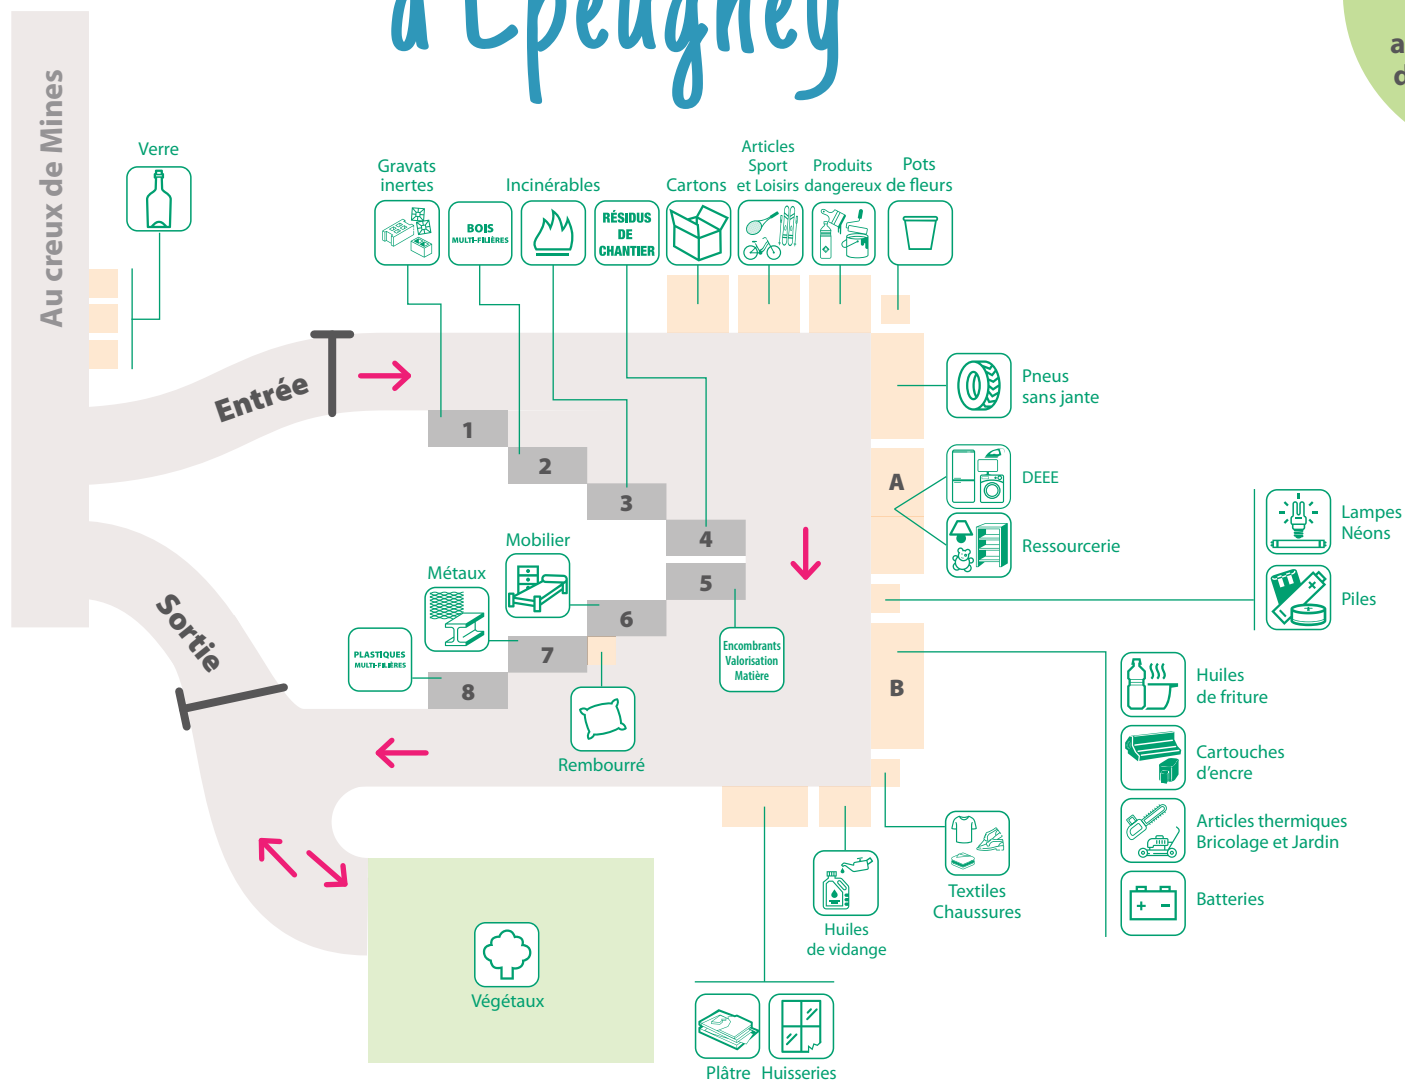 d'Epeugney
Au creux de Mines
Verre
Gravats
inertes
BOIS
MULTI-FILIÈRES
Incinérables
RÉSIDUS
DE
CHANTIER
Cartons
Articles
Sport
et Loisirs
Produits
dangereux
Pots
de fleurs
Entrée
1
2
3
4
5
6
7
8
Pneus
sans jante
A
DEEE
Ressourcerie
Lampes
Néons
Piles
Mobilier
Métaux
PLASTIQUES
MULTI-FILIÈRES
Sortie
Encombrants
Valorisation
Matière
Rembourré
B
Huiles
de friture
Cartouches
d'encre
Articles thermiques
Bricolage et Jardin
Batteries
Textiles
Chaussures
Huiles
de vidange
Végétaux
Plâtre
Huisseries